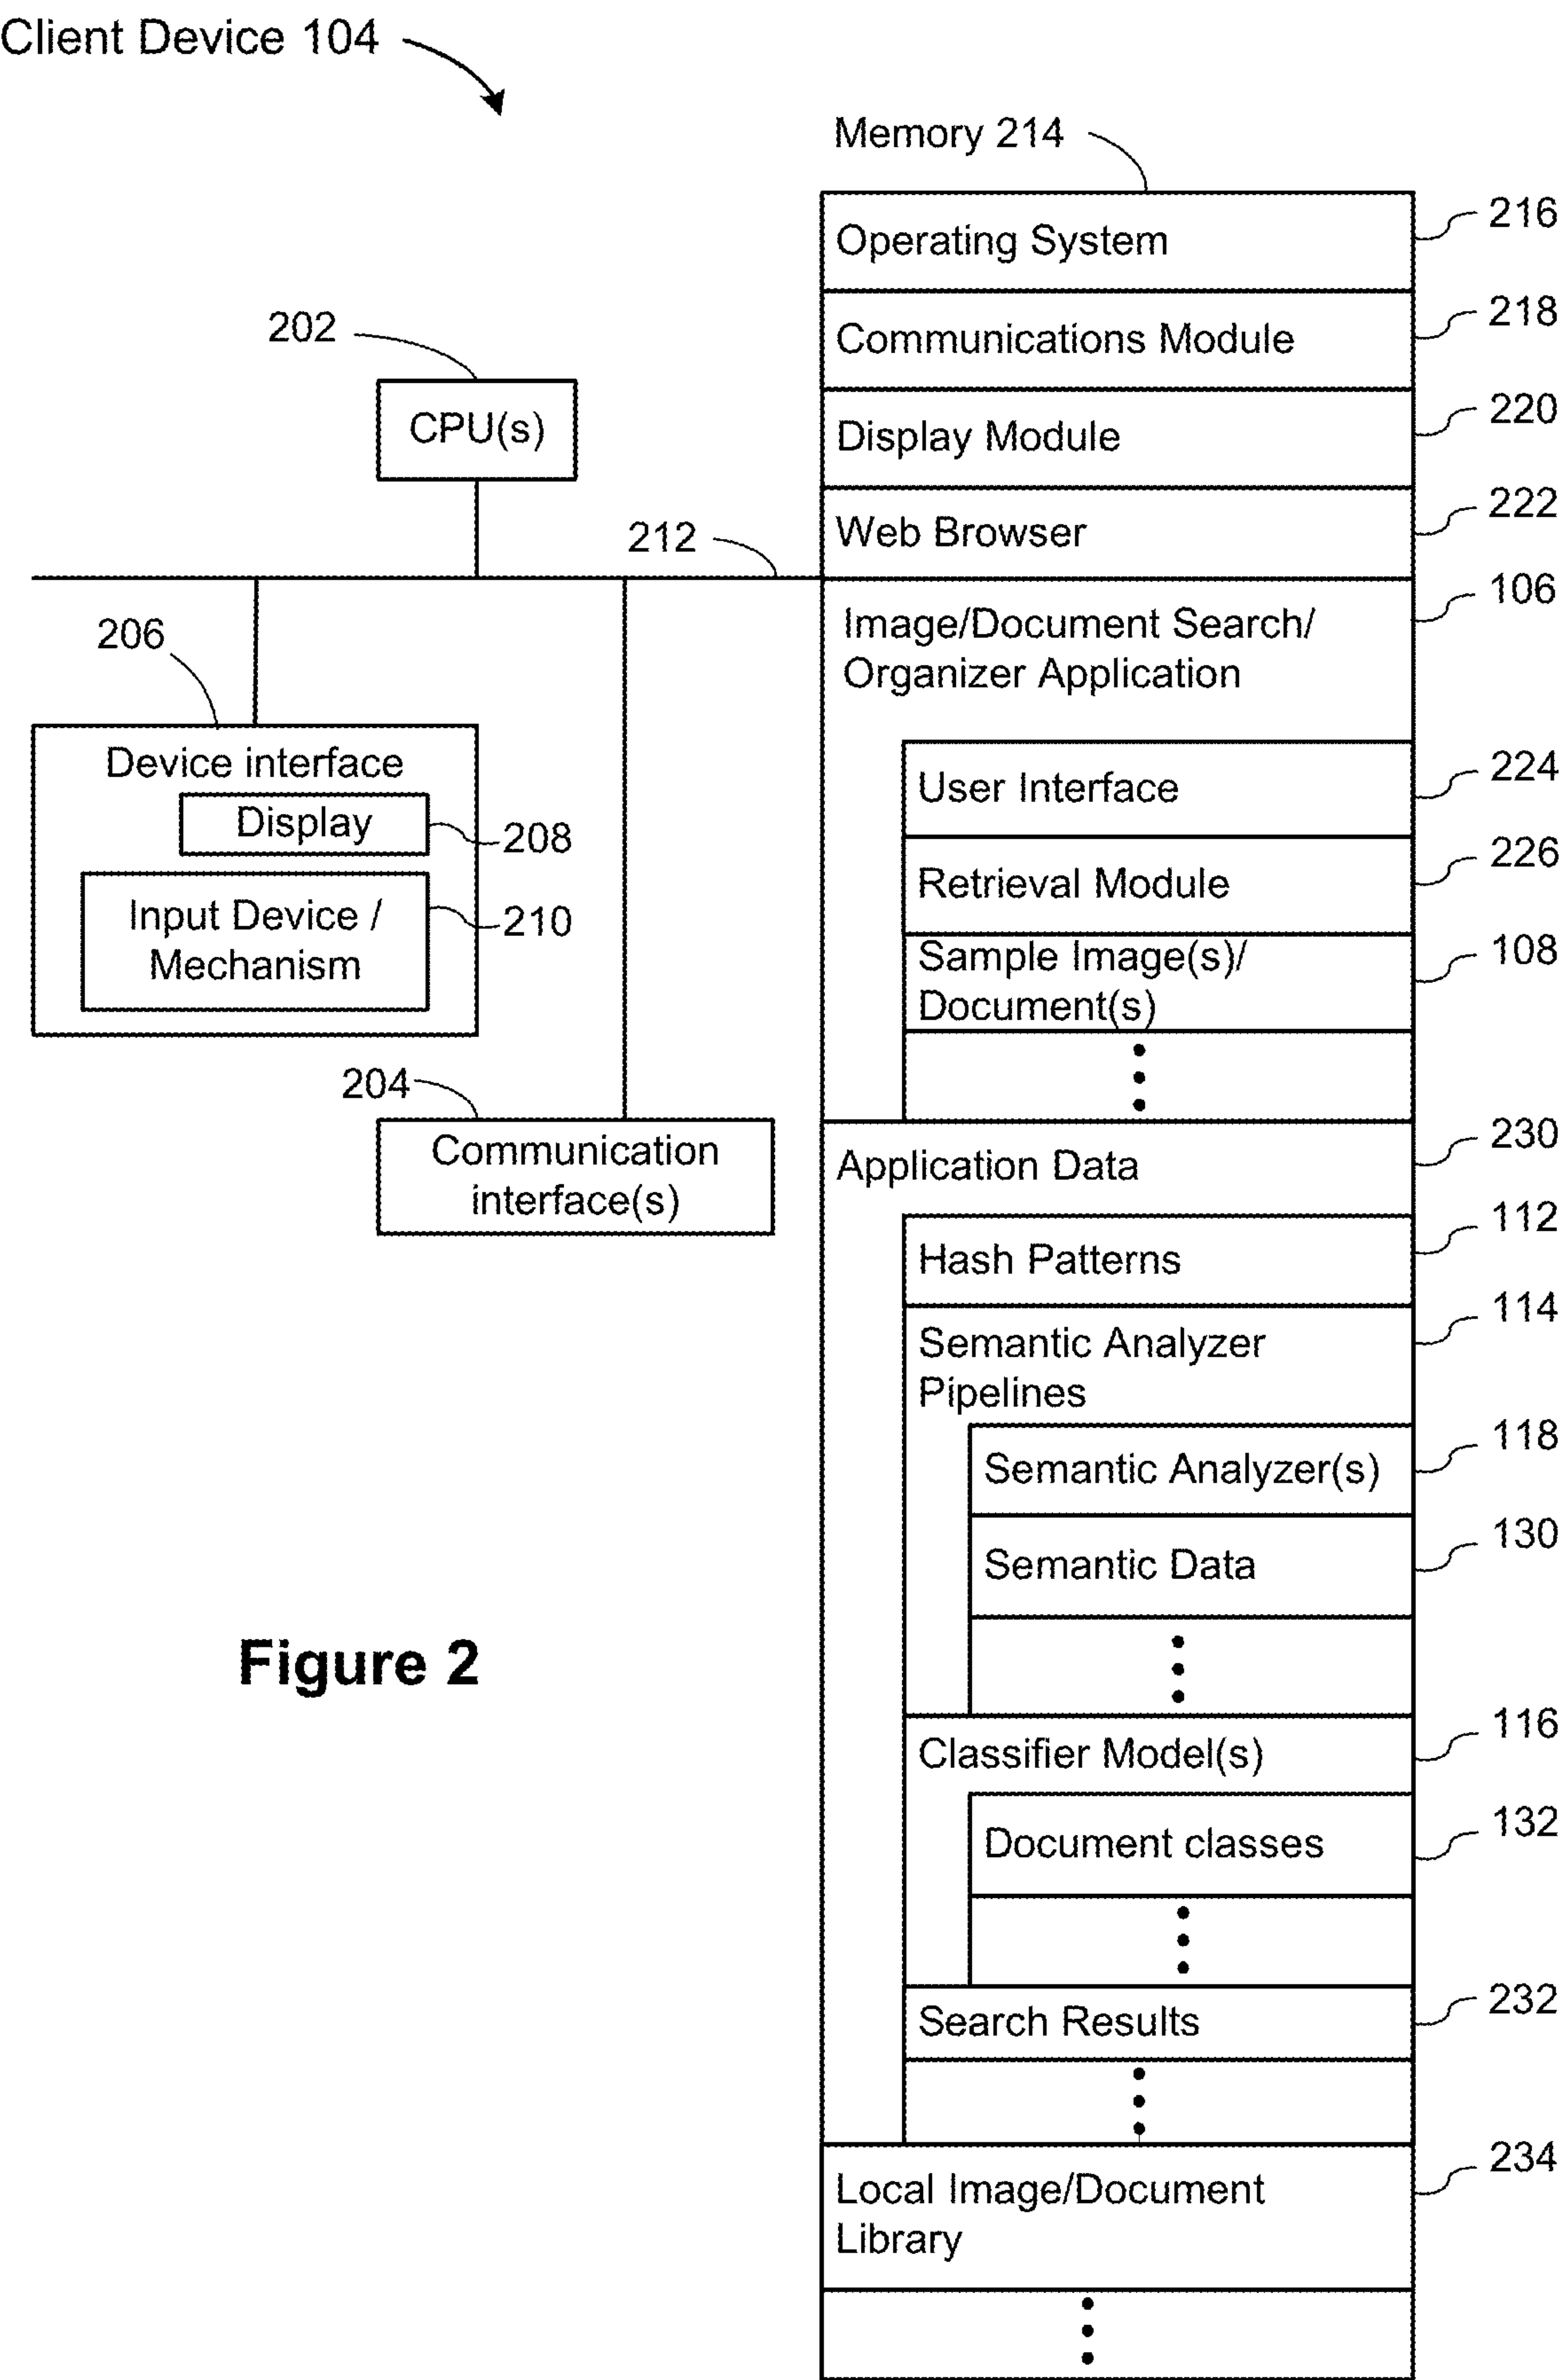 Client Device 104
Memory 214
Operating System
216
Communications Module
218
202
CPU(s)
Display Module
220
212
Web Browser
222
Image/Document Search/
Organizer Application
106
206
Device interface
Display
208
Input Device /
Mechanism
210
User Interface
224
Retrieval Module
226
Sample Image(s)/
Document(s)
108
204
Communication
interface(s)
Application Data
230
Hash Patterns
112
Semantic Analyzer
Pipelines
114
Semantic Analyzer(s)
118
Semantic Data
130
Figure 2
Classifier Model(s)
116
Document classes
132
Search Results
232
Local Image/Document
Library
234